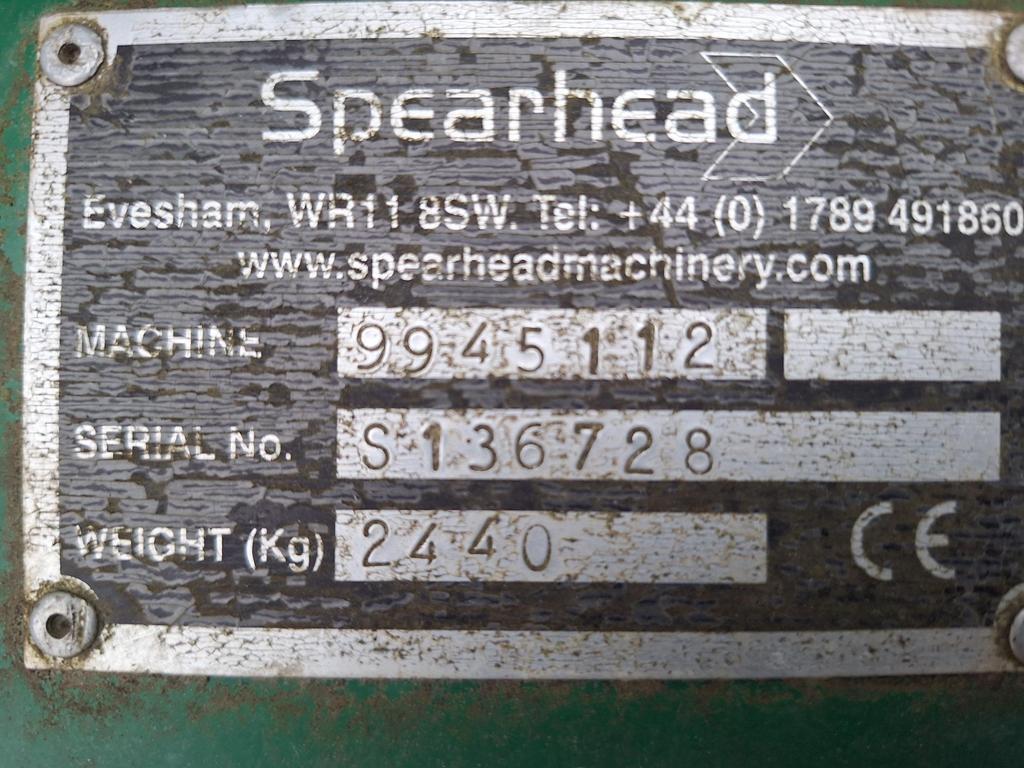 Spearhead
Evesham, WR11 8SW. Tel: +44 (0) 1789 491860
www.spearheadmachinery.com
MACHINE 9945112
SERIAL No. S136728
WEIGHT (Kg) 2440 CE